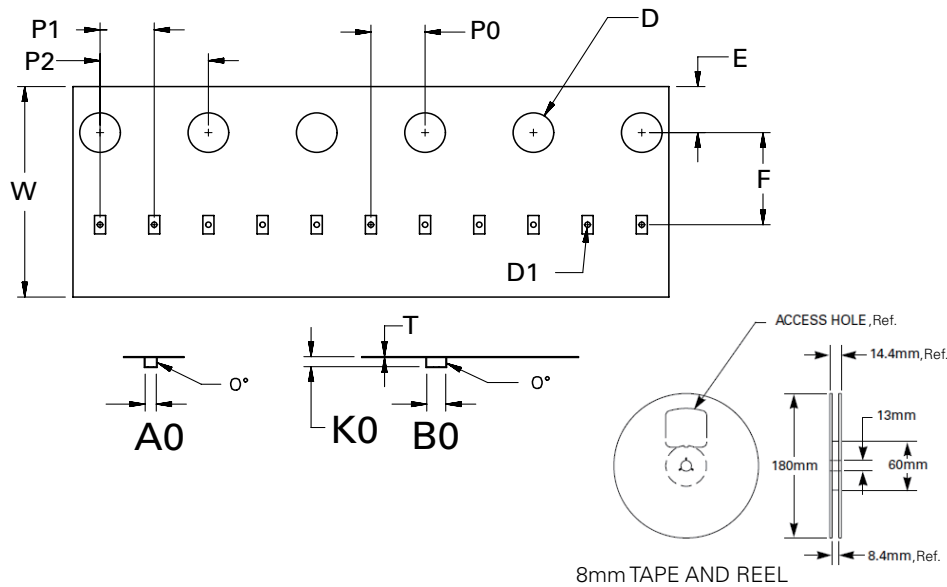 P1
P2
P0
D
E
W
F
D1
T
0°
0°
A0
K0
B0
ACCESS HOLE, Ref.
14.4mm, Ref.
13mm
180mm
60mm
8.4mm, Ref.
8mm TAPE AND REEL